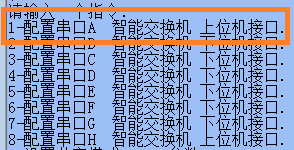 请输入一个指令:
1-配置串口A 智能交换机 上位机接口.
2-配置串口B 智能交换机 下位机接口.
3-配置串口C 智能交换机 下位机接口.
4-配置串口D 智能交换机 下位机接口.
5-配置串口E 智能交换机 下位机接口.
6-配置串口F 智能交换机 下位机接口.
7-配置串口G 智能交换机 下位机接口.
8-配置串口H 智能交换机 上位机接口.